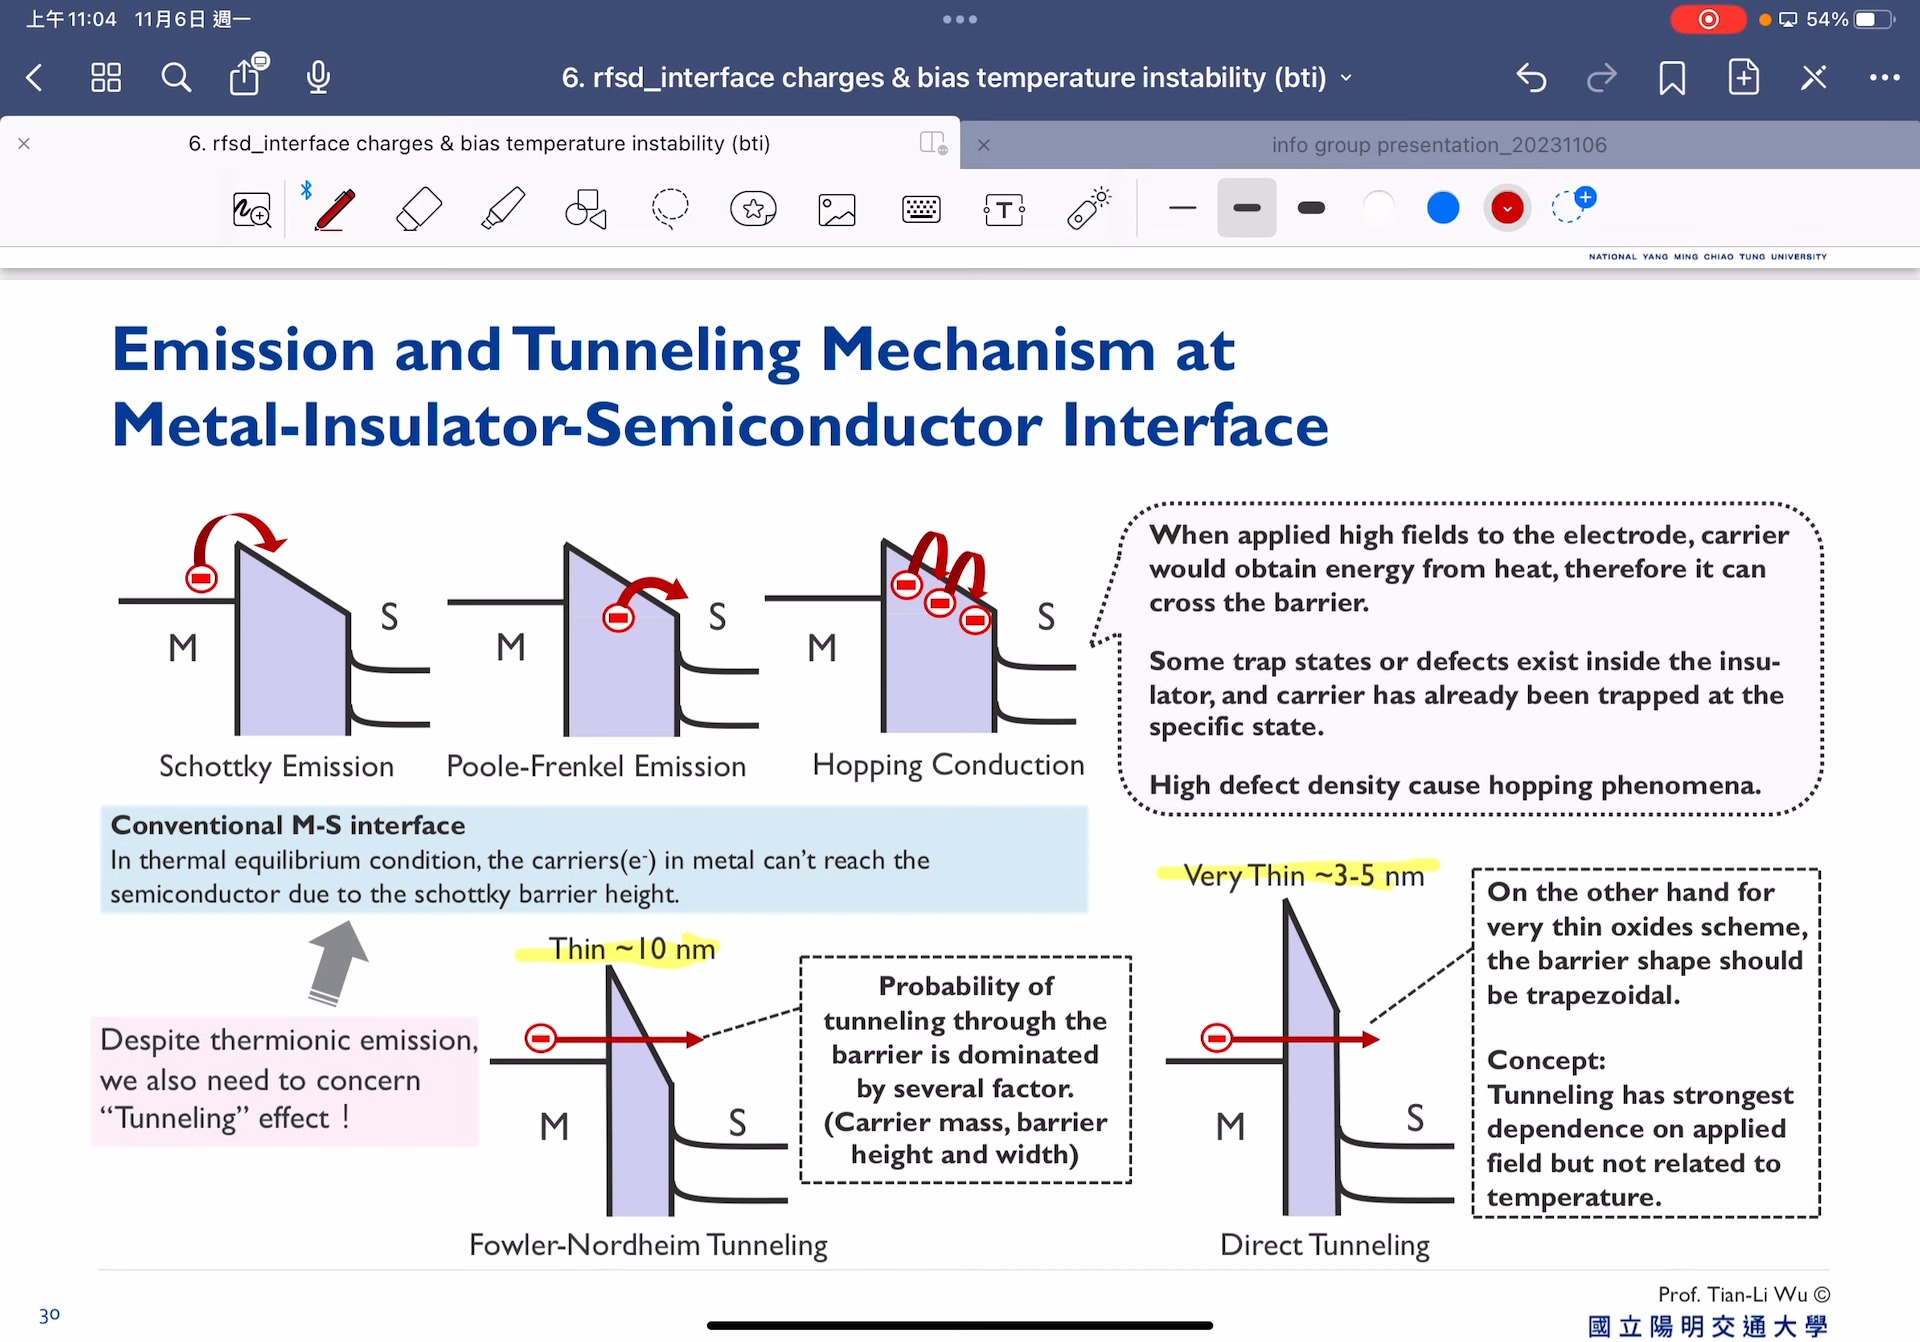 上午11:04 11月6日 週一
54%
6. rfsd_interface charges & bias temperature instability (bti)
6. rfsd_interface charges & bias temperature instability (bti)
info group presentation_20231106
NATIONAL YANG MING CHIAO TUNG UNIVERSITY
Emission and Tunneling Mechanism at
Metal-Insulator-Semiconductor Interface
M
S
Schottky Emission
M
S
Poole-Frenkel Emission
M
S
Hopping Conduction
When applied high fields to the electrode, carrier
would obtain energy from heat, therefore it can
cross the barrier.
Some trap states or defects exist inside the insu-
lator, and carrier has already been trapped at the
specific state.
High defect density cause hopping phenomena.
Conventional M-S interface
In thermal equilibrium condition, the carriers(e⁻) in metal can't reach the
semiconductor due to the schottky barrier height.
Despite thermionic emission,
we also need to concern
“Tunneling” effect !
Thin ~10 nm
M
S
Fowler-Nordheim Tunneling
Probability of
tunneling through the
barrier is dominated
by several factor.
(Carrier mass, barrier
height and width)
Very Thin ~3-5 nm
M
S
Direct Tunneling
On the other hand for
very thin oxides scheme,
the barrier shape should
be trapezoidal.
Concept:
Tunneling has strongest
dependence on applied
field but not related to
temperature.
30
Prof. Tian-Li Wu ©
國立陽明交通大學